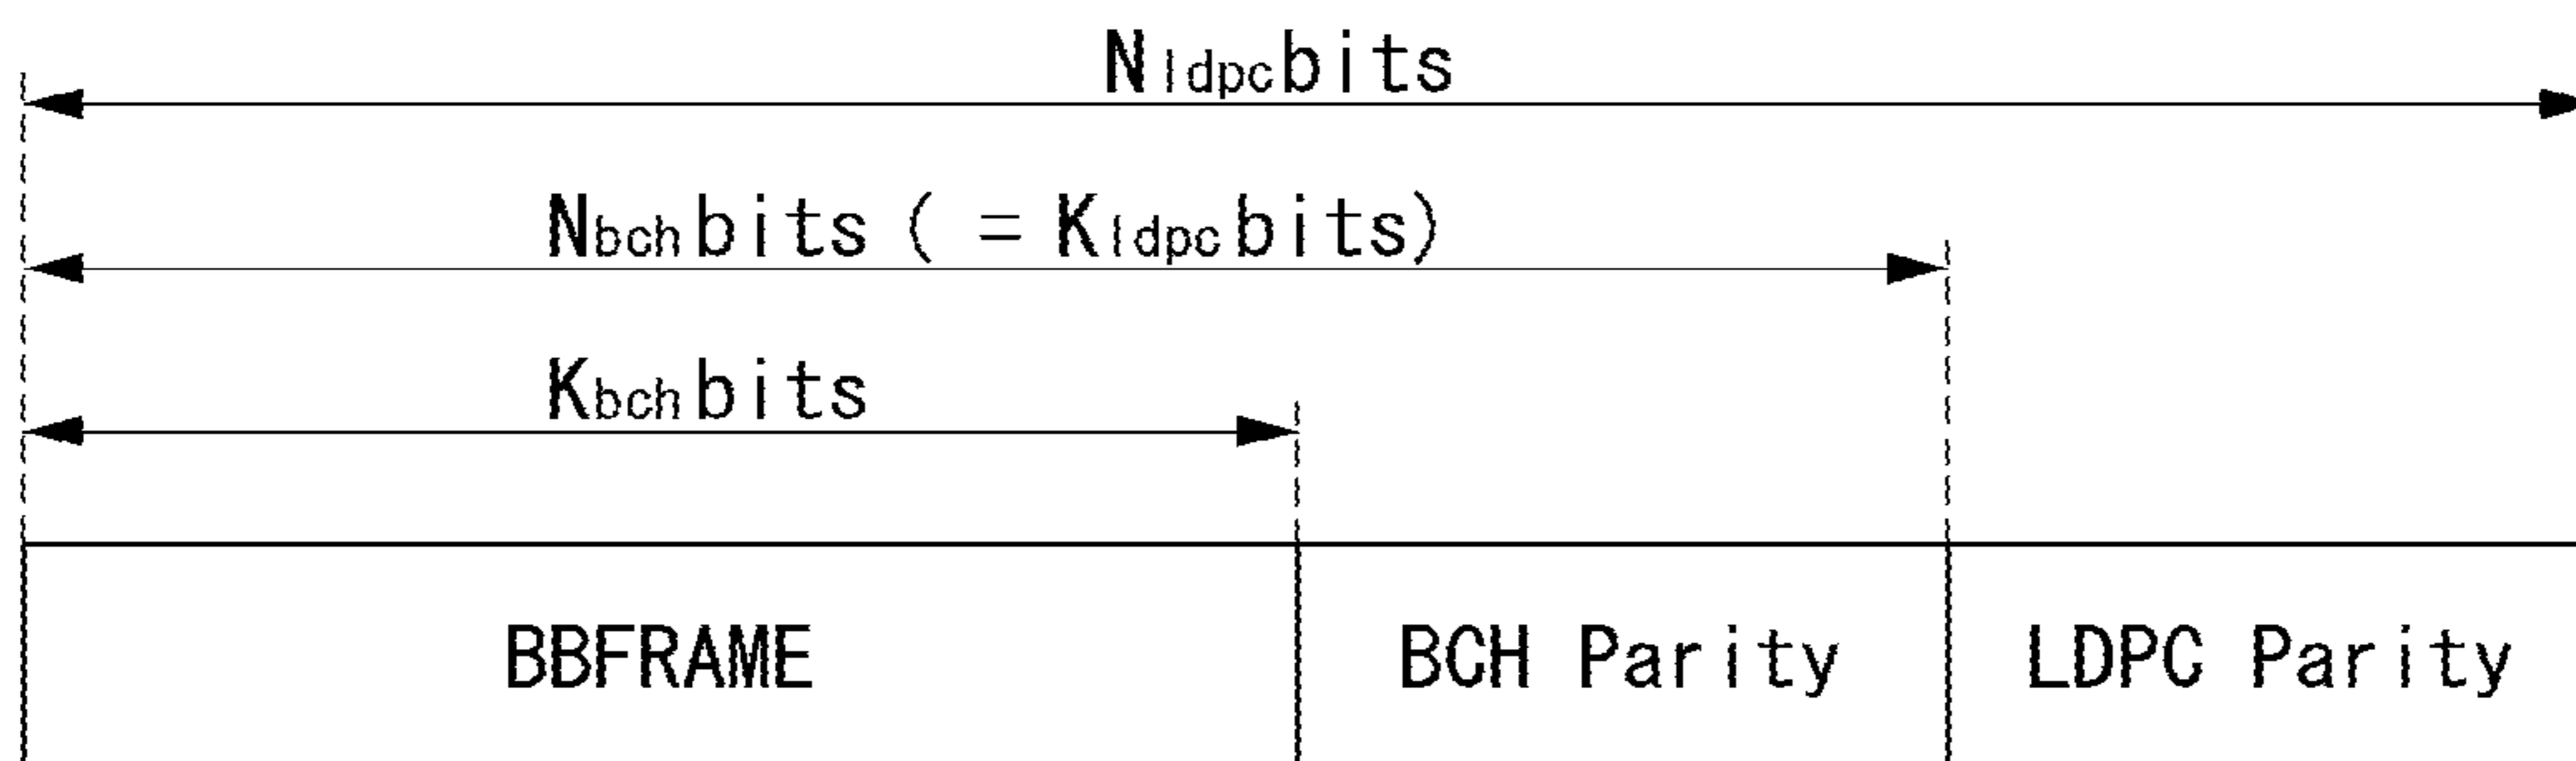 Nldpcbits
Nbchbits ( = Kldpcbits)
Kbchbits
BBFRAME BCH Parity LDPC Parity